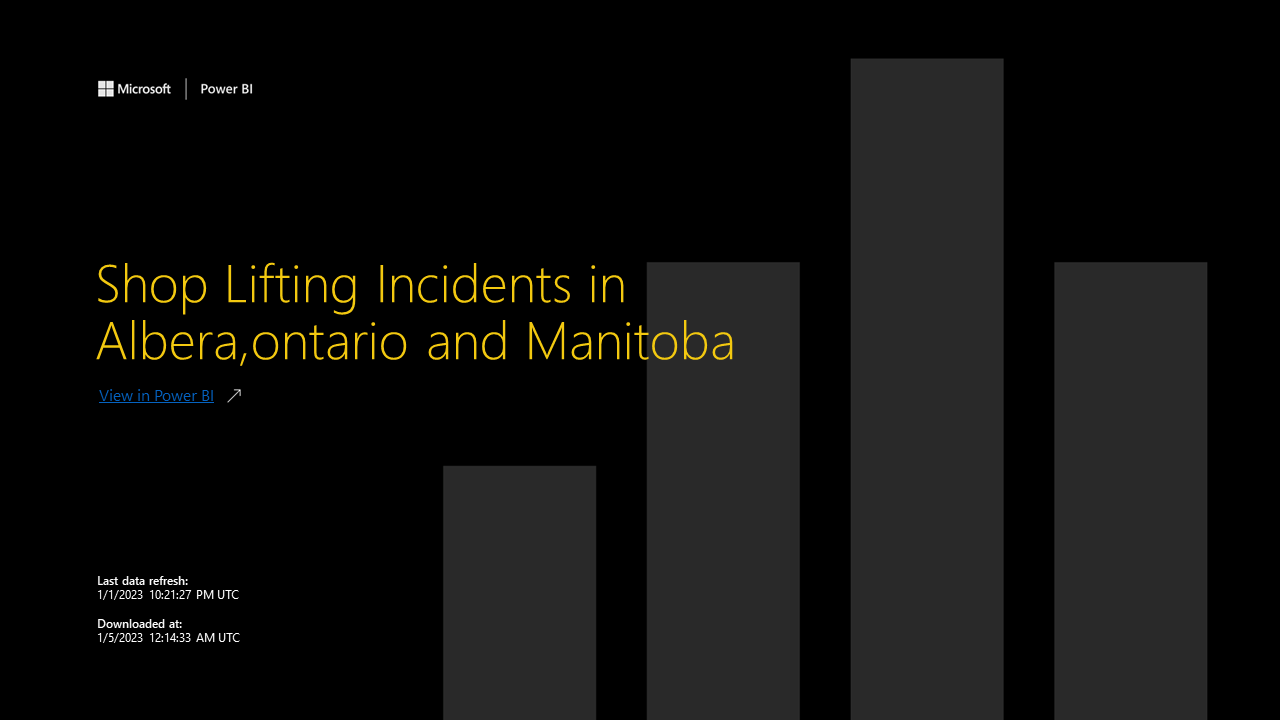 Microsoft | Power BI
Shop Lifting Incidents in
Albera,ontario and Manitoba
View in Power BI
Last data refresh:
1/1/2023 10:21:27 PM UTC
Downloaded at:
1/5/2023 12:14:33 AM UTC